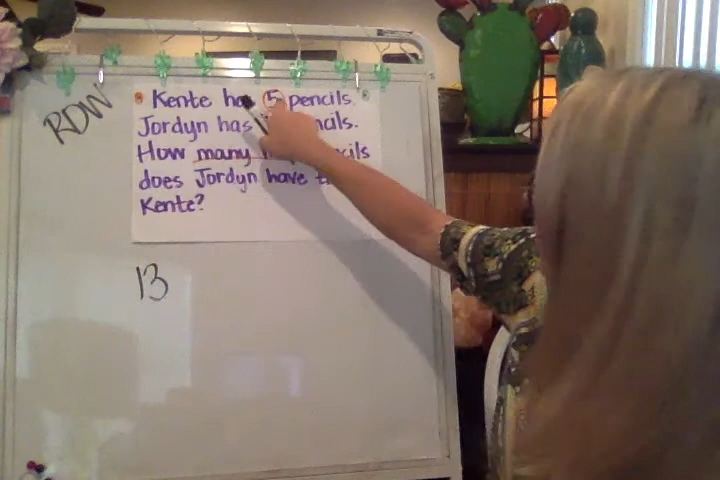 RDW
Kente has 5 pencils.
Jordyn has
How many
does Jordyn have
Kente?
13